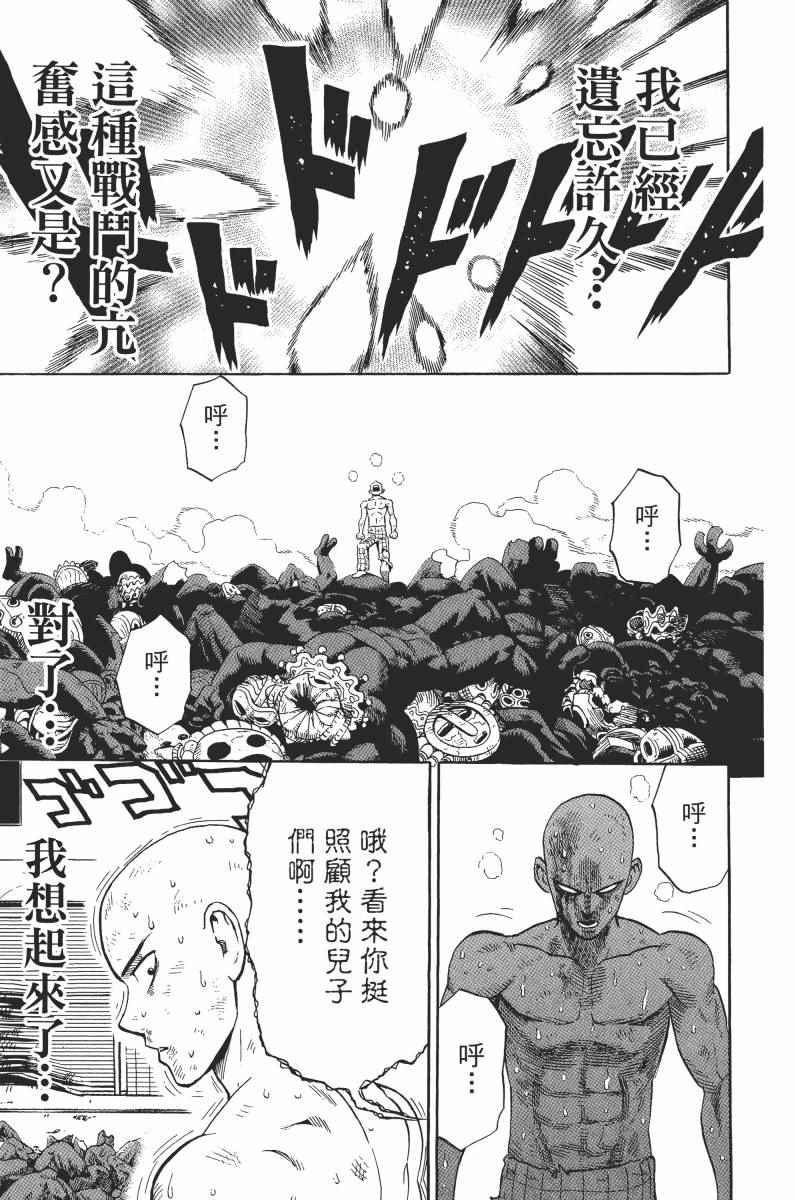 我已經
遺忘許久…
這種戰鬥的亢
奮感又是？
ドドドドドド
呼…
呼…
呼…
對了…
呼…
呼…
哦？看來你挺
照顧我的兒子
們啊……
ゴゴゴ
我想起來了…